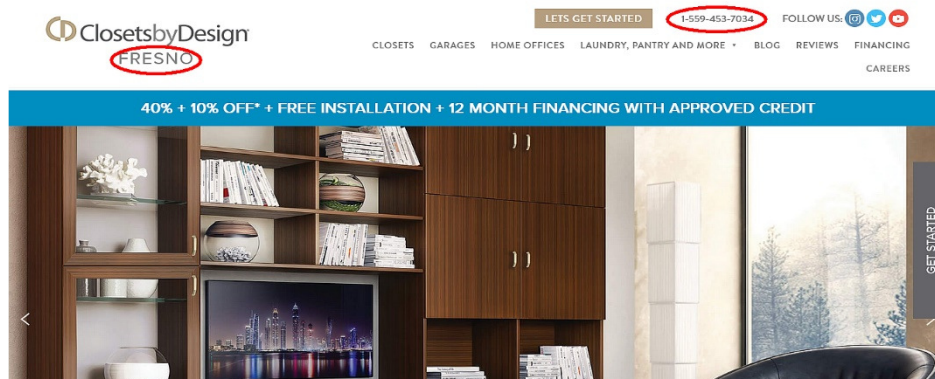 LETS GET STARTED 1-559-453-7034 FOLLOW US:
ClosetsbyDesign
FRESNO
CLOSETS GARAGES HOME OFFICES LAUNDRY, PANTRY AND MORE BLOG REVIEWS FINANCING
CAREERS
40% + 10% OFF* + FREE INSTALLATION + 12 MONTH FINANCING WITH APPROVED CREDIT
GET STARTED